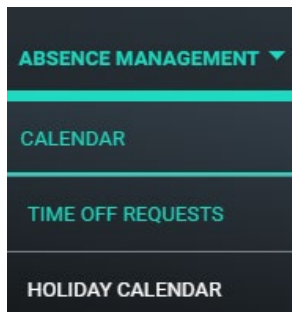 ABSENCE MANAGEMENT
CALENDAR
TIME OFF REQUESTS
HOLIDAY CALENDAR